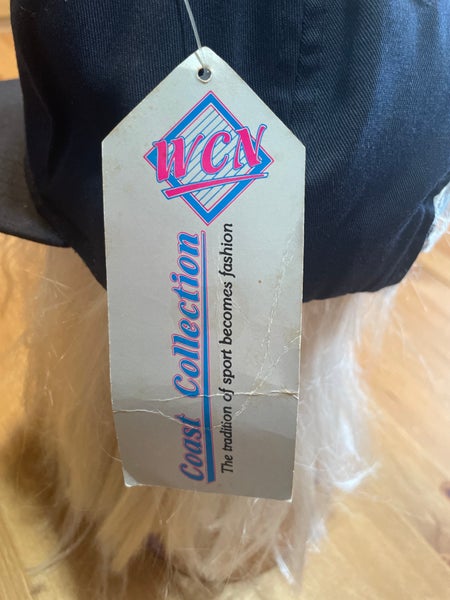 WCN
Coast Collection
The tradition of sport becomes fashion